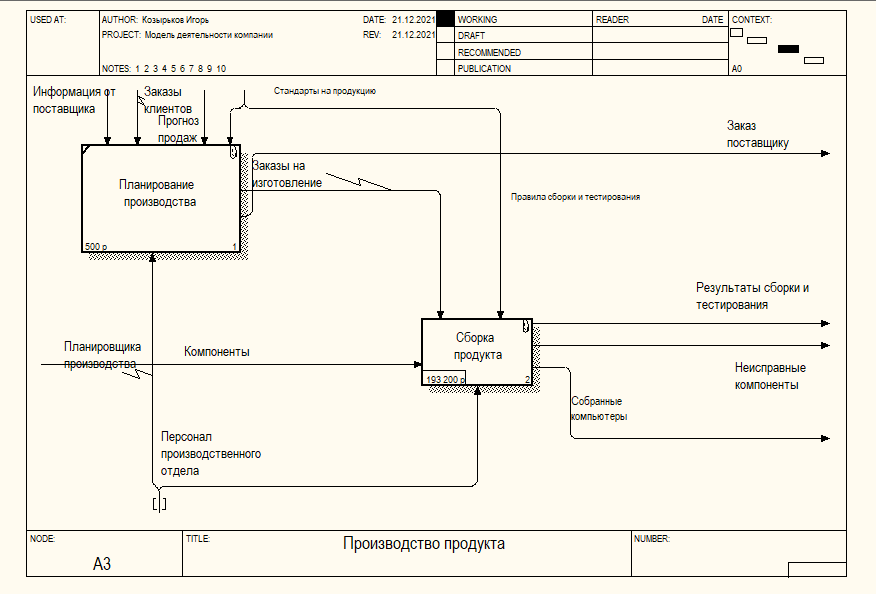 USED AT:
AUTHOR: Козырьков Игорь
DATE: 21.12.2021
WORKING
READER
DATE
CONTEXT:
PROJECT: Модель деятельности компании
REV: 21.12.2021
DRAFT
RECOMMENDED
NOTES: 1 2 3 4 5 6 7 8 9 10
PUBLICATION
A0
Информация от
поставщика
Заказы
клиентов
Прогноз
продаж
Стандарты на продукцию
Заказ
поставщику
Планирование
производства
500 р
1
Заказы на
изготовление
Правила сборки и тестирования
Результаты сборки и
тестирования
Планировщика
производства
Компоненты
Сборка
продукта
193 200 р
2
Неисправные
компоненты
Собранные
компьютеры
Персонал
производственного
отдела
NODE:
A3
TITLE:
Производство продукта
NUMBER: